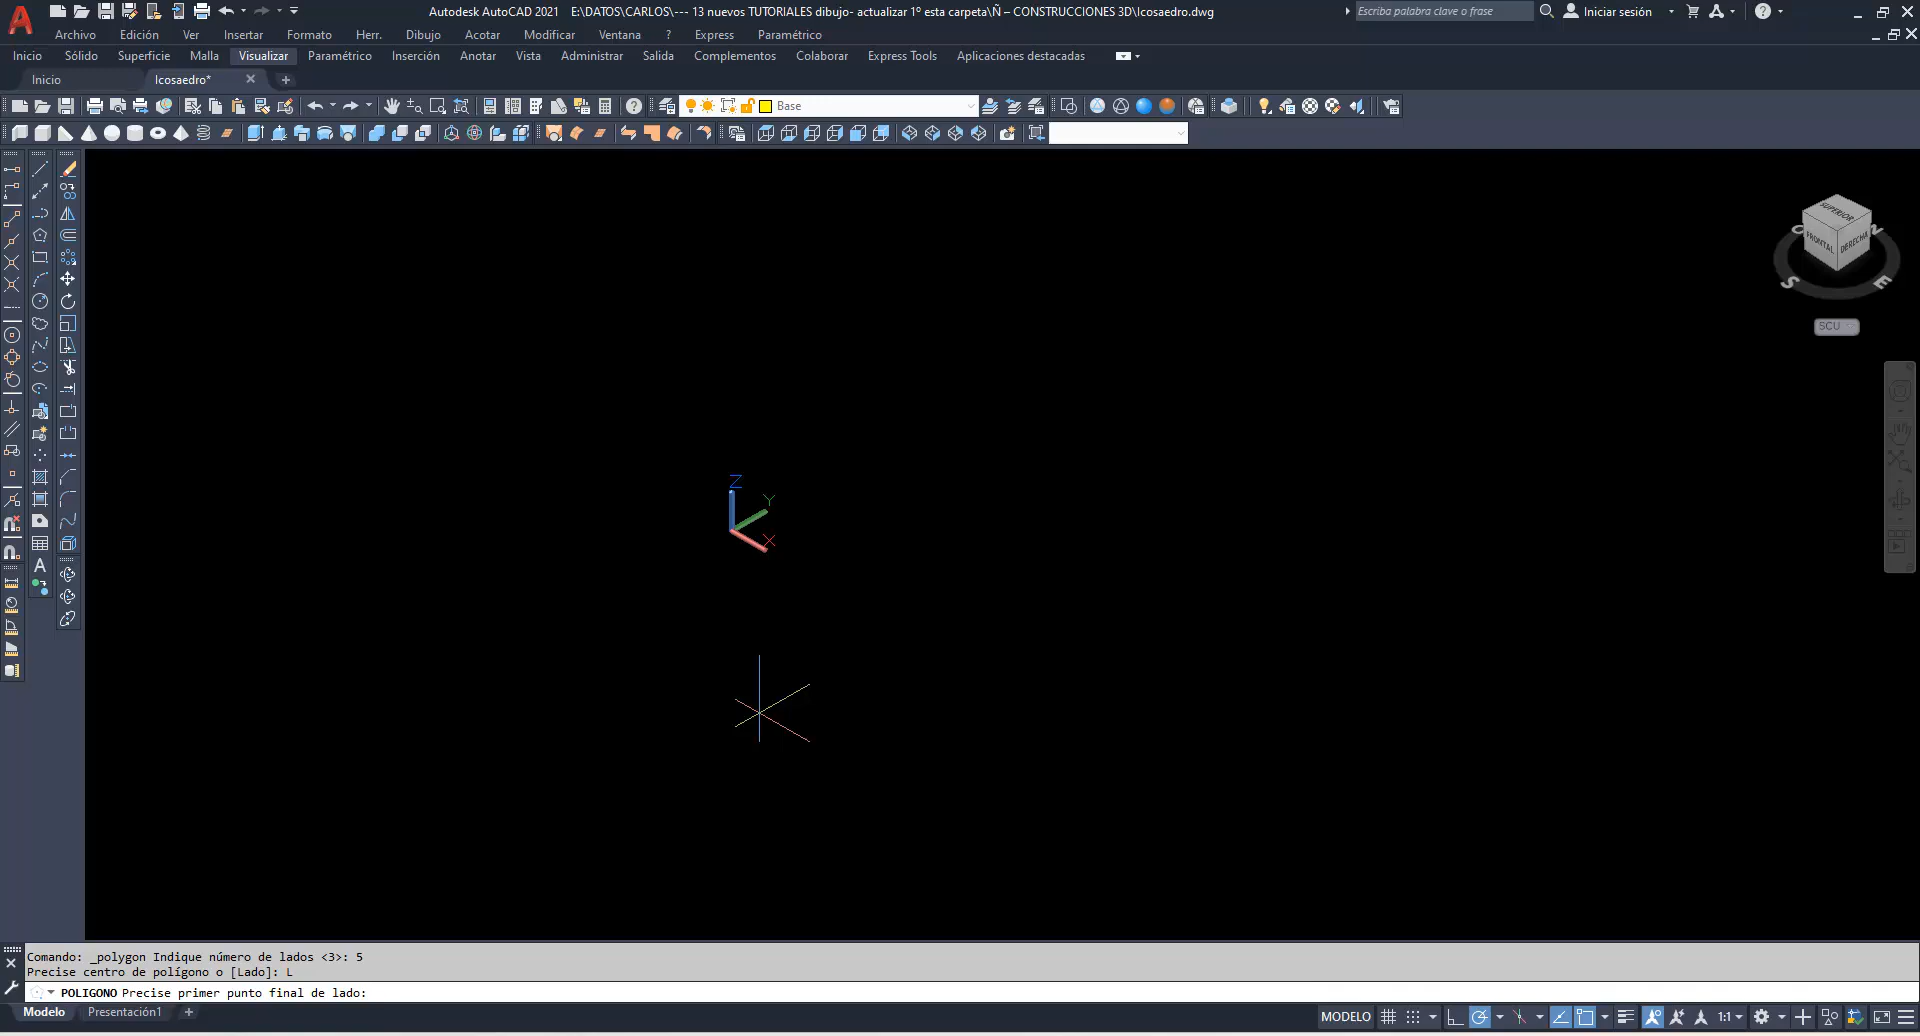 Autodesk AutoCAD 2021 E:\DATOS\CARLOS\--- 13 nuevos TUTORIALES dibujo- actualizar 1º esta carpeta\Ñ – CONSTRUCCIONES 3D\Icosaedro.dwg
Escriba palabra clave o frase
Iniciar sesión
Archivo Edición Ver Insertar Formato Herr. Dibujo Acotar Modificar Ventana ? Express Paramétrico
Inicio Sólido Superficie Malla Visualizar Paramétrico Inserción Anotar Vista Administrar Salida Complementos Colaborar Express Tools Aplicaciones destacadas
Inicio Icosaedro*
Base
SUPERIOR
FRONTAL DERECHA
S E
SCU
Z
Y
X
Comando: _polygon Indique número de lados <3>: 5
Precise centro de polígono o [Lado]: L
POLIGONO Precise primer punto final de lado:
Modelo Presentación1 +
MODELO 1:1